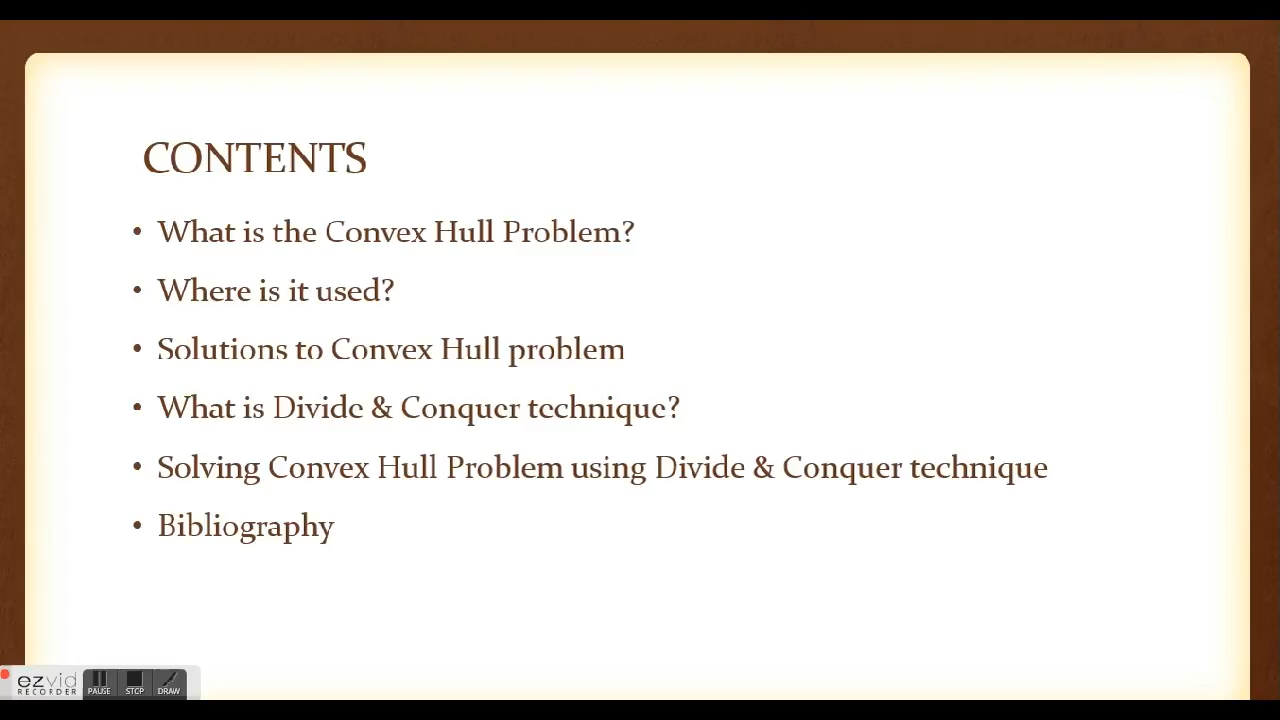 CONTENTS
• What is the Convex Hull Problem?
• Where is it used?
• Solutions to Convex Hull problem
• What is Divide & Conquer technique?
• Solving Convex Hull Problem using Divide & Conquer technique
• Bibliography
ezvid
RECORDER
PAUSE STOP DRAW